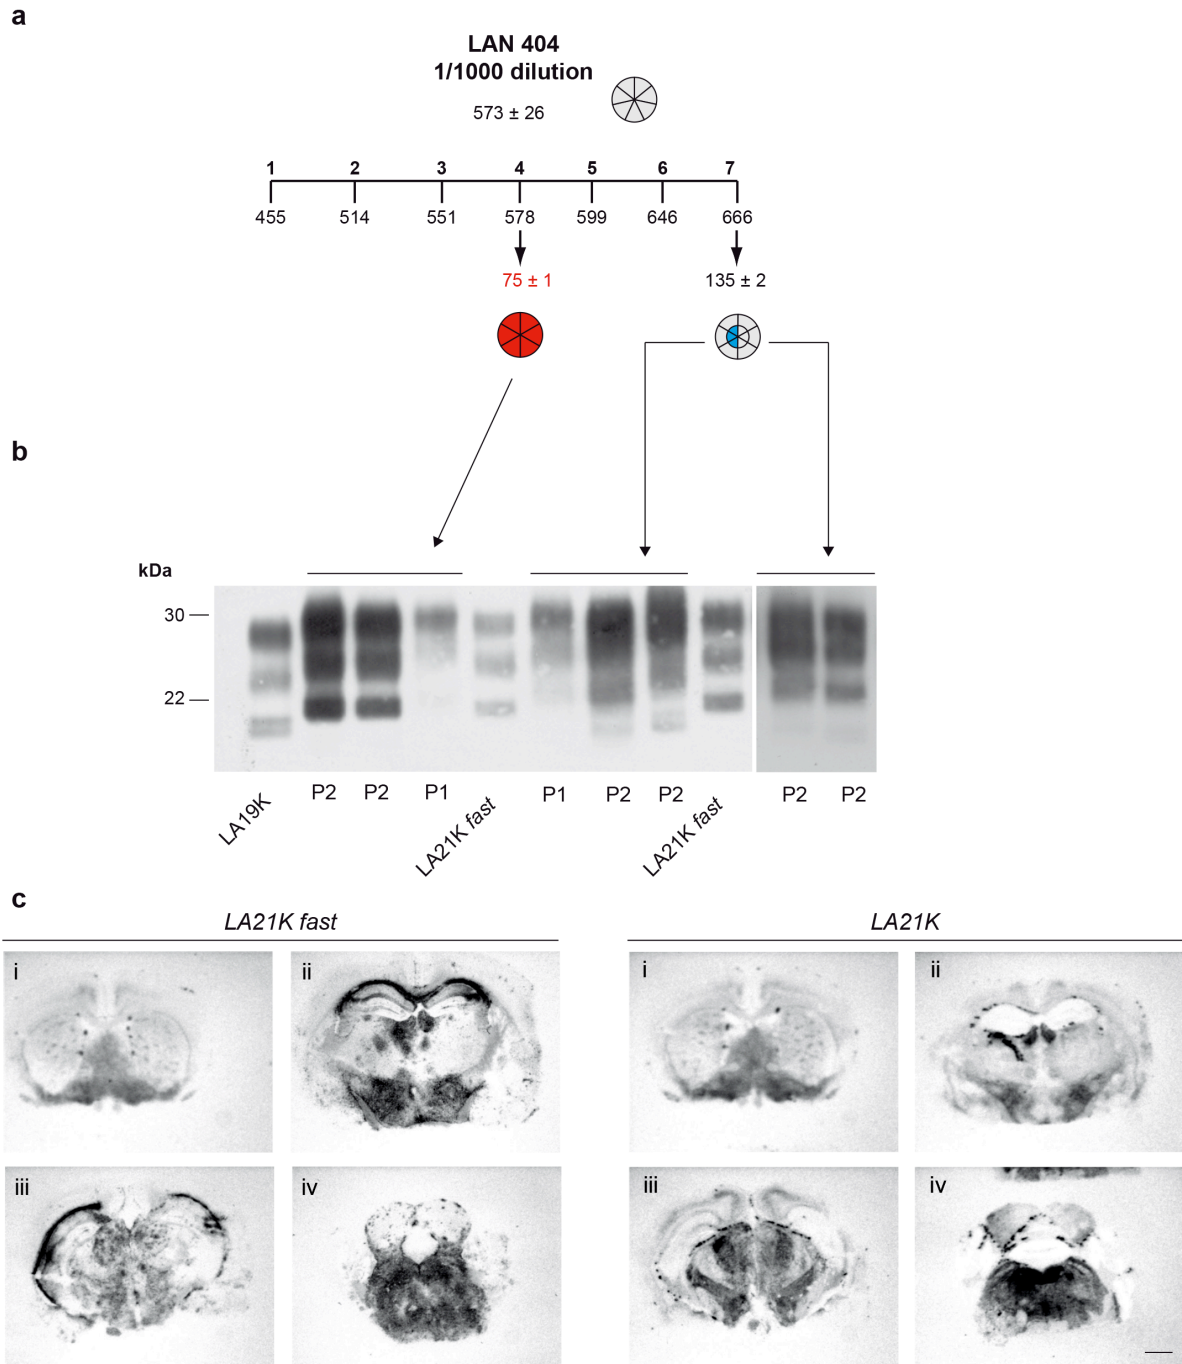 a
LAN 404
1/1000 dilution
573 ± 26
1 2 3 4 5 6 7
455 514 551 578 599 646 666
75 ± 1 135 ± 2
b
kDa
30
22
LA19K P2 P2 P1 LA21K fast P1 P2 P2 LA21K fast P2 P2
c
LA21K fast LA21K
i ii i ii
iii iv iii iv